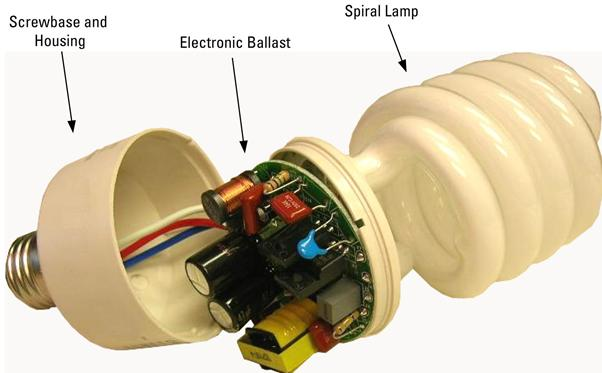 Screwbase and
Housing
Electronic Ballast
Spiral Lamp